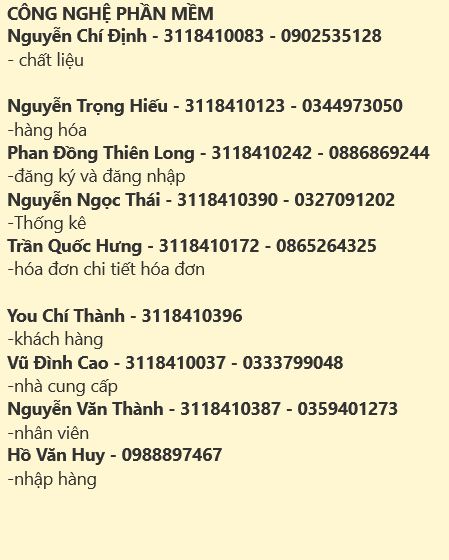 CÔNG NGHỆ PHẦN MỀM
Nguyễn Chí Định - 3118410083 - 0902535128
- chất liệu
Nguyễn Trọng Hiếu - 3118410123 - 0344973050
-hàng hóa
Phan Đồng Thiên Long - 3118410242 - 0886869244
-đăng ký và đăng nhập
Nguyễn Ngọc Thái - 3118410390 - 0327091202
-Thống kê
Trần Quốc Hưng - 3118410172 - 0865264325
-hóa đơn chi tiết hóa đơn
You Chí Thành - 3118410396
-khách hàng
Vũ Đình Cao - 3118410037 - 0333799048
-nhà cung cấp
Nguyễn Văn Thành - 3118410387 - 0359401273
-nhân viên
Hồ Văn Huy - 0988897467
-nhập hàng